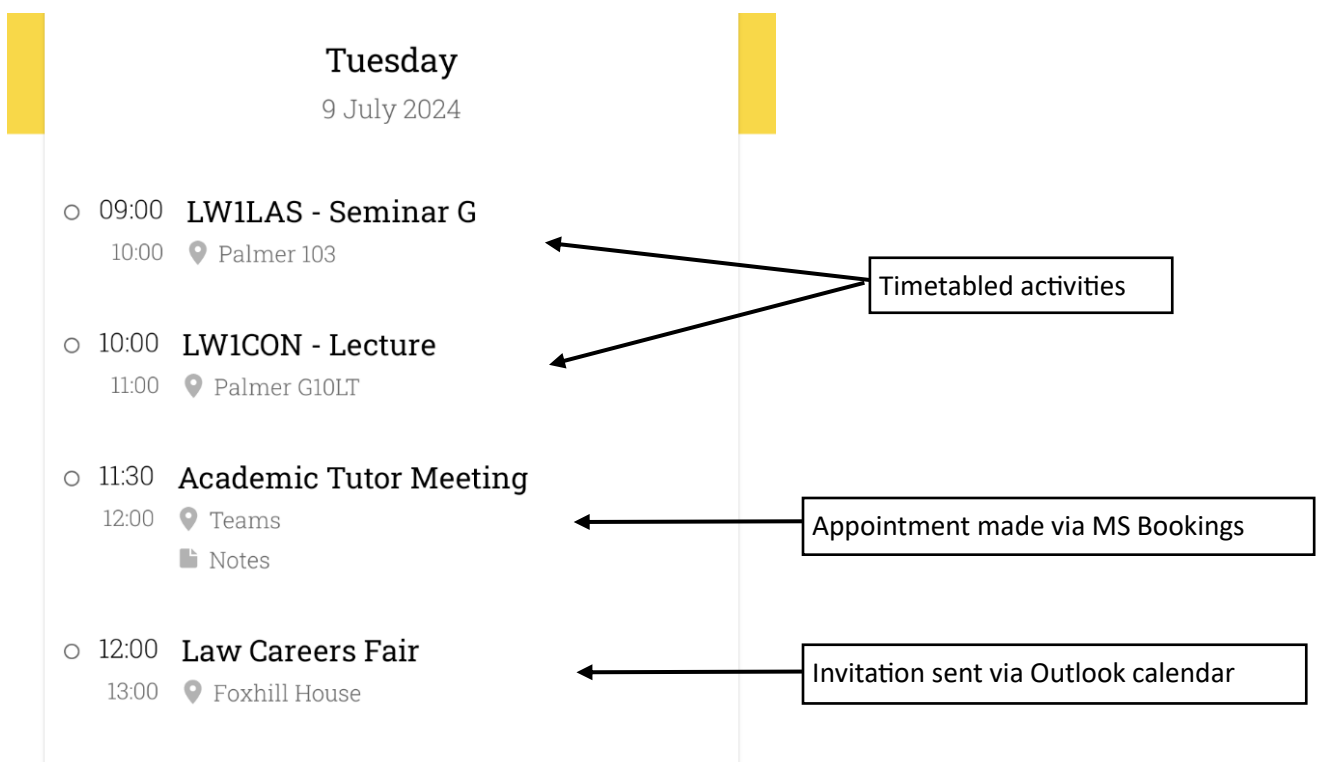 Tuesday
9 July 2024
09:00 LW1LAS - Seminar G
10:00 Palmer 103
Timetabled activities
10:00 LW1CON - Lecture
11:00 Palmer G10LT
11:30 Academic Tutor Meeting
12:00 Teams
Notes
Appointment made via MS Bookings
12:00 Law Careers Fair
13:00 Foxhill House
Invitation sent via Outlook calendar